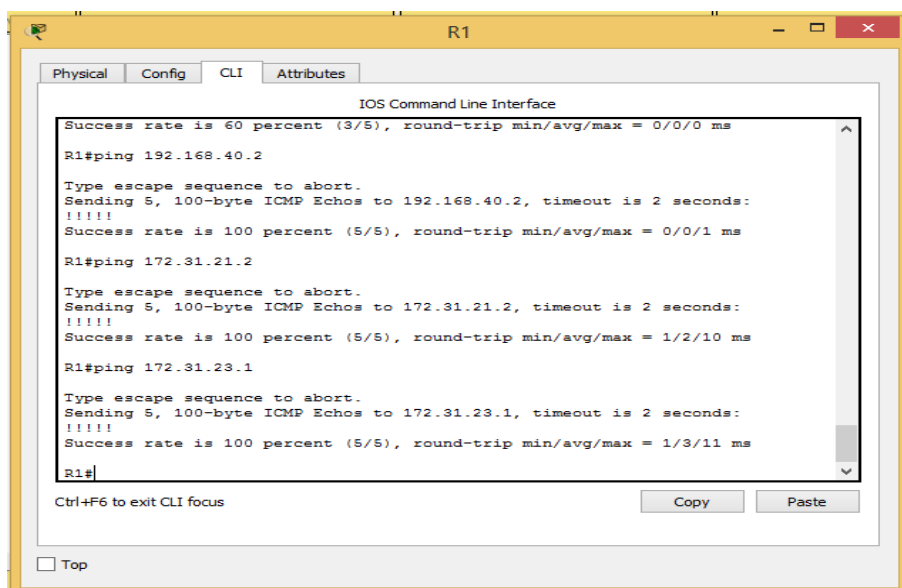 R1
Physical Config CLI Attributes
IOS Command Line Interface
Success rate is 60 percent (3/5), round-trip min/avg/max = 0/0/0 ms
R1#ping 192.168.40.2
Type escape sequence to abort.
Sending 5, 100-byte ICMP Echos to 192.168.40.2, timeout is 2 seconds:
!!!!!
Success rate is 100 percent (5/5), round-trip min/avg/max = 0/0/1 ms
R1#ping 172.31.21.2
Type escape sequence to abort.
Sending 5, 100-byte ICMP Echos to 172.31.21.2, timeout is 2 seconds:
!!!!!
Success rate is 100 percent (5/5), round-trip min/avg/max = 1/2/10 ms
R1#ping 172.31.23.1
Type escape sequence to abort.
Sending 5, 100-byte ICMP Echos to 172.31.23.1, timeout is 2 seconds:
!!!!!
Success rate is 100 percent (5/5), round-trip min/avg/max = 1/3/11 ms
R1#
Ctrl+F6 to exit CLI focus Copy Paste
Top